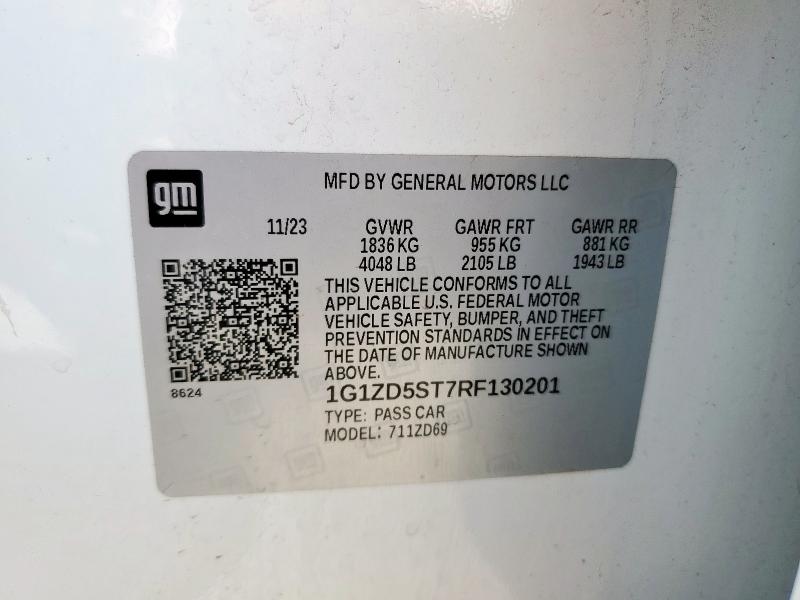 gm
MFD BY GENERAL MOTORS LLC
11/23 GVWR GAWR FRT GAWR RR
1836 KG 955 KG 881 KG
4048 LB 2105 LB 1943 LB
THIS VEHICLE CONFORMS TO ALL
APPLICABLE U.S. FEDERAL MOTOR
VEHICLE SAFETY, BUMPER, AND THEFT
PREVENTION STANDARDS IN EFFECT ON
THE DATE OF MANUFACTURE SHOWN
ABOVE.
8624
1G1ZD5ST7RF130201
TYPE: PASS CAR
MODEL: 711ZD69